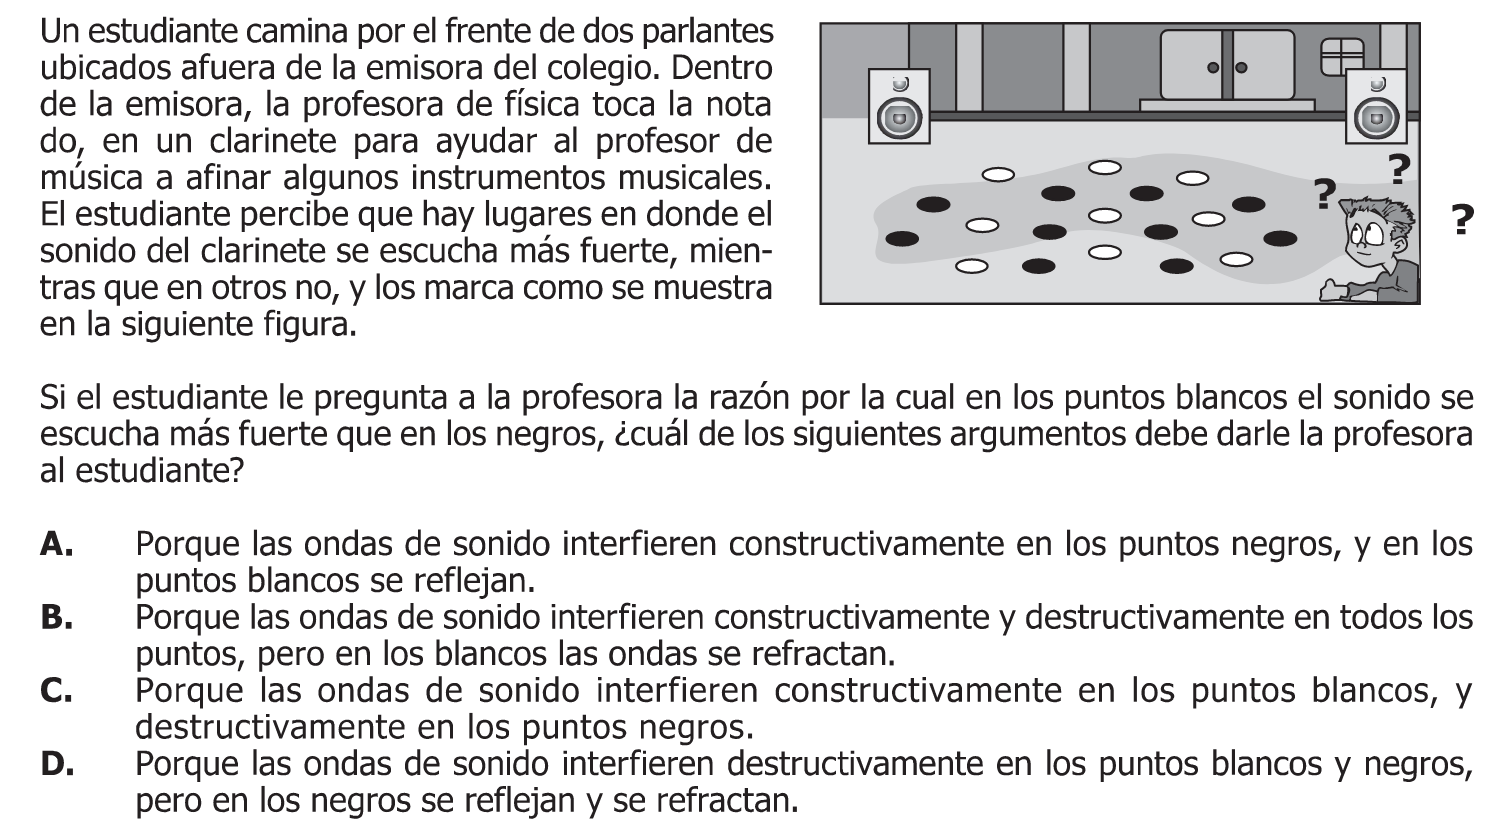 Un estudiante camina por el frente de dos parlantes
ubicados afuera de la emisora del colegio. Dentro
de la emisora, la profesora de física toca la nota
do, en un clarinete para ayudar al profesor de
música a afinar algunos instrumentos musicales.
El estudiante percibe que hay lugares en donde el
sonido del clarinete se escucha más fuerte, mien-
tras que en otros no, y los marca como se muestra
en la siguiente figura.
? ? ?
Si el estudiante le pregunta a la profesora la razón por la cual en los puntos blancos el sonido se
escucha más fuerte que en los negros, ¿cuál de los siguientes argumentos debe darle la profesora
al estudiante?
A. Porque las ondas de sonido interfieren constructivamente en los puntos negros, y en los
puntos blancos se reflejan.
B. Porque las ondas de sonido interfieren constructivamente y destructivamente en todos los
puntos, pero en los blancos las ondas se refractan.
C. Porque las ondas de sonido interfieren constructivamente en los puntos blancos, y
destructivamente en los puntos negros.
D. Porque las ondas de sonido interfieren destructivamente en los puntos blancos y negros,
pero en los negros se reflejan y se refractan.